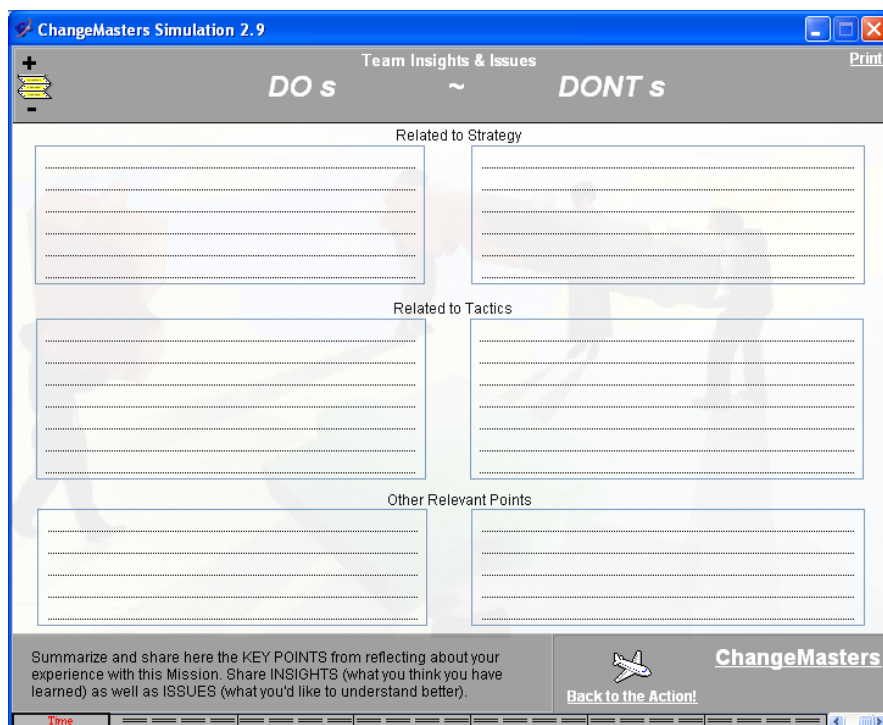 ChangeMasters Simulation 2.9
+
Team Insights & Issues
Print
DO s ~ DONT s
-
Related to Strategy
Related to Tactics
Other Relevant Points
Summarize and share here the KEY POINTS from reflecting about your
experience with this Mission. Share INSIGHTS (what you think you have
learned) as well as ISSUES (what you'd like to understand better).
ChangeMasters
Back to the Action!
Time